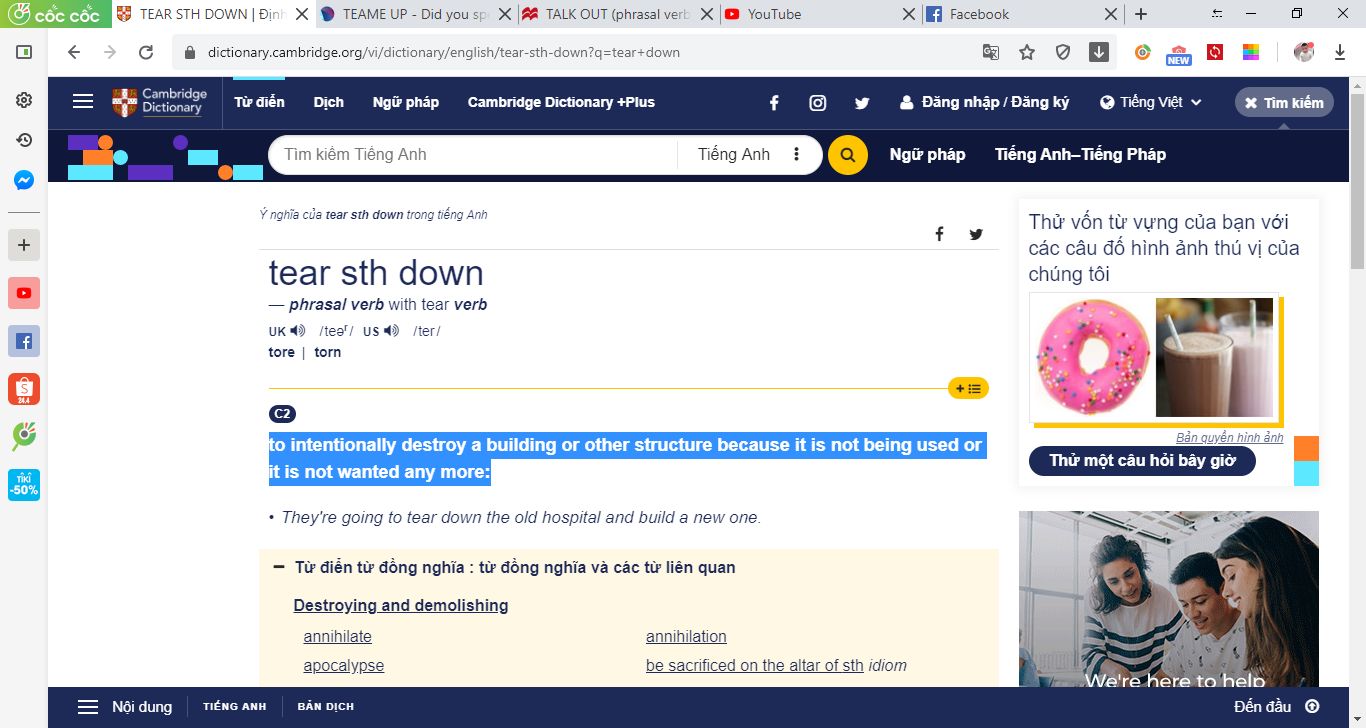 cốc cốc
TEAR STH DOWN | Định
TEAME UP - Did you spe
TALK OUT (phrasal verb
YouTube
Facebook
dictionary.cambridge.org/vi/dictionary/english/tear-sth-down?q=tear+down
NEW
Cambridge
Dictionary
Từ điển
Dịch
Ngữ pháp
Cambridge Dictionary +Plus
Đăng nhập / Đăng ký
Tiếng Việt
Tìm kiếm
Tìm kiếm Tiếng Anh
Tiếng Anh
Ngữ pháp
Tiếng Anh–Tiếng Pháp
Ý nghĩa của tear sth down trong tiếng Anh
tear sth down
— phrasal verb with tear verb
UK /teəʳ/ US /ter/
tore | torn
C2
to intentionally destroy a building or other structure because it is not being used or
it is not wanted any more:
• They're going to tear down the old hospital and build a new one.
Từ điển từ đồng nghĩa : từ đồng nghĩa và các từ liên quan
Destroying and demolishing
annihilate
annihilation
apocalypse
be sacrificed on the altar of sth idiom
Thử vốn từ vựng của bạn với
các câu đố hình ảnh thú vị của
chúng tôi
Bản quyền hình ảnh
Thử một câu hỏi bây giờ
We're here to help
24.4
TIKI
-50%
Nội dung
TIẾNG ANH
BẢN DỊCH
Đến đầu